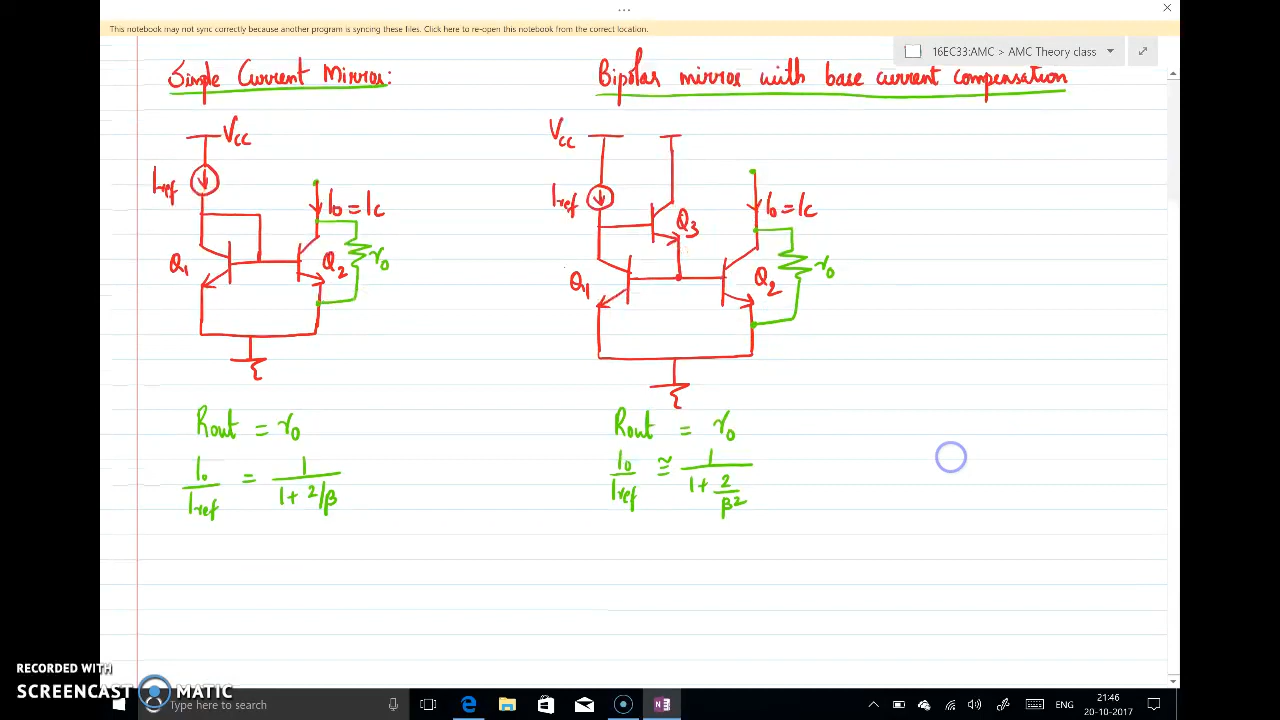 This notebook may not sync correctly because another program is syncing these files. Click here to re-open this notebook from the correct location.
16EC33:AMC > AMC Theory class
Simple Current Mirror:
Vcc
Iref
Io = Ic
Q1
Q2
ro
Rout = ro
Io/Iref = 1/(1 + 2/β)
Bipolar mirror with base current compensation
Vcc
Iref
Q3
Io = Ic
Q1
Q2
ro
Rout = ro
Io/Iref ≅ 1/(1 + 2/β²)
RECORDED WITH
SCREENCAST MATIC
Type here to search
ENG
21:46
20-10-2017